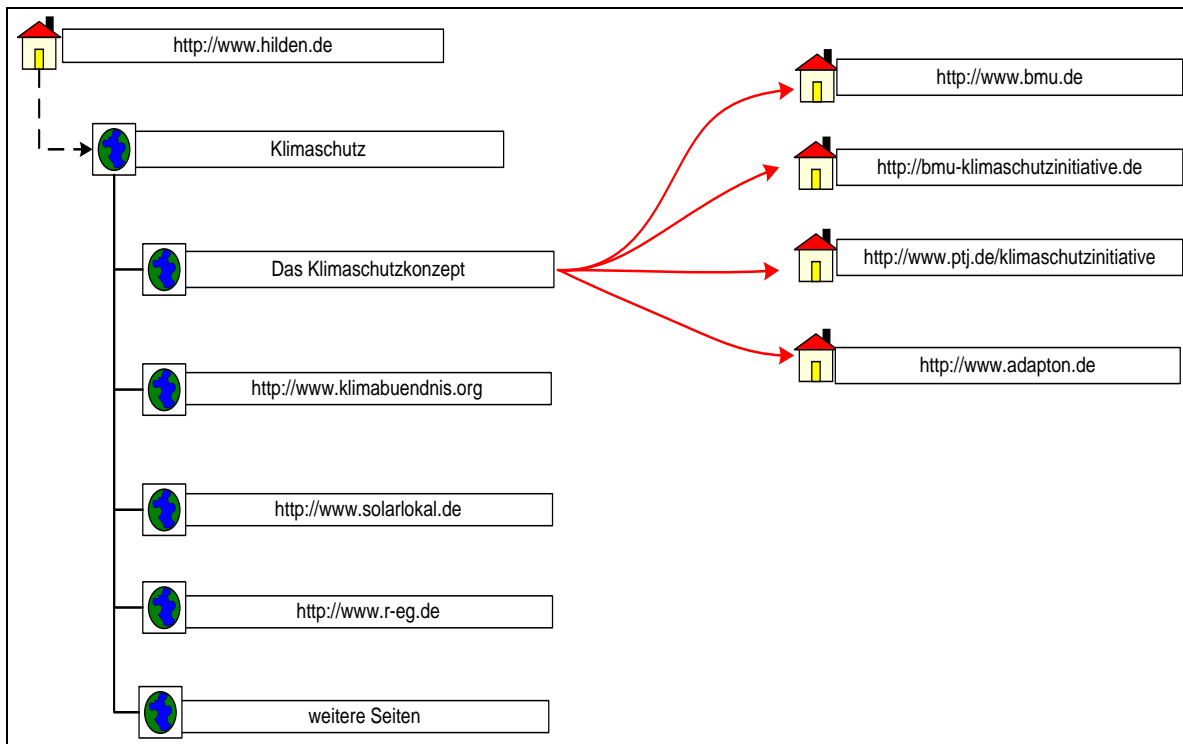 http://www.hilden.de
Klimaschutz
Das Klimaschutzkonzept
http://www.klimabuendnis.org
http://www.solarlokal.de
http://www.r-eg.de
weitere Seiten
http://www.bmu.de
http://bmu-klimaschutzinitiative.de
http://www.ptj.de/klimaschutzinitiative
http://www.adapton.de